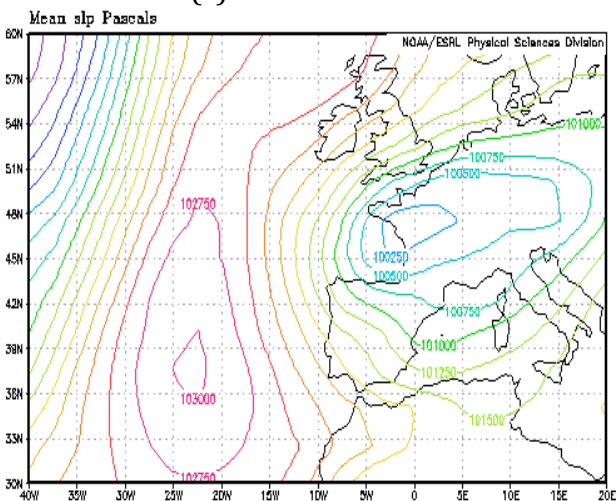 Mean slp Pascals
NOAA/ESRL Physical Sciences Division
60N
57N
54N
51N
48N
45N
42N
39N
36N
33N
30N
101000
100750
100500
102750
100250
100500
100750
101000
101250
103000
101500
102750
40W 35W 30W 25W 20W 15W 10W 5W 0 5E 10E 15E 20E